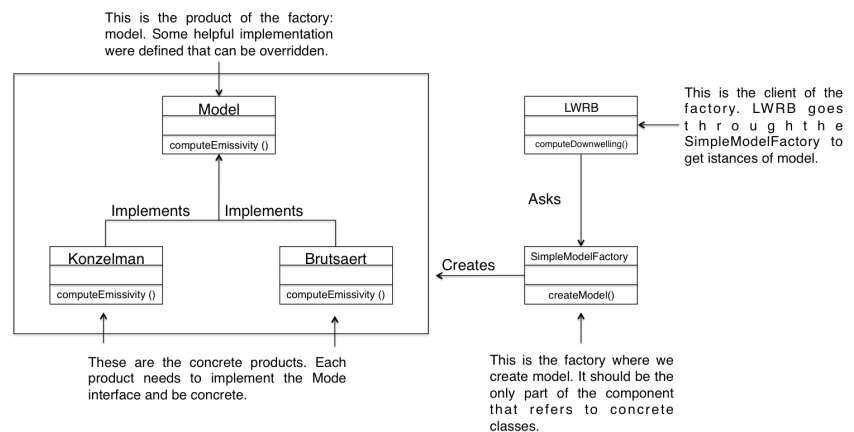 This is the product of the factory:
model. Some helpful implementation
were defined that can be overridden.
Model
computeEmissivity ()
Implements
Implements
Konzelman
computeEmissivity ()
Brutsaert
computeEmissivity ()
These are the concrete products. Each
product needs to implement the Mode
interface and be concrete.
LWRB
computeDownwelling()
This is the client of the
factory. LWRB goes
t h r o u g h t h e
SimpleModelFactory to
get istances of model.
Asks
Creates
SimpleModelFactory
createModel()
This is the factory where we
create model. It should be the
only part of the component
that refers to concrete
classes.